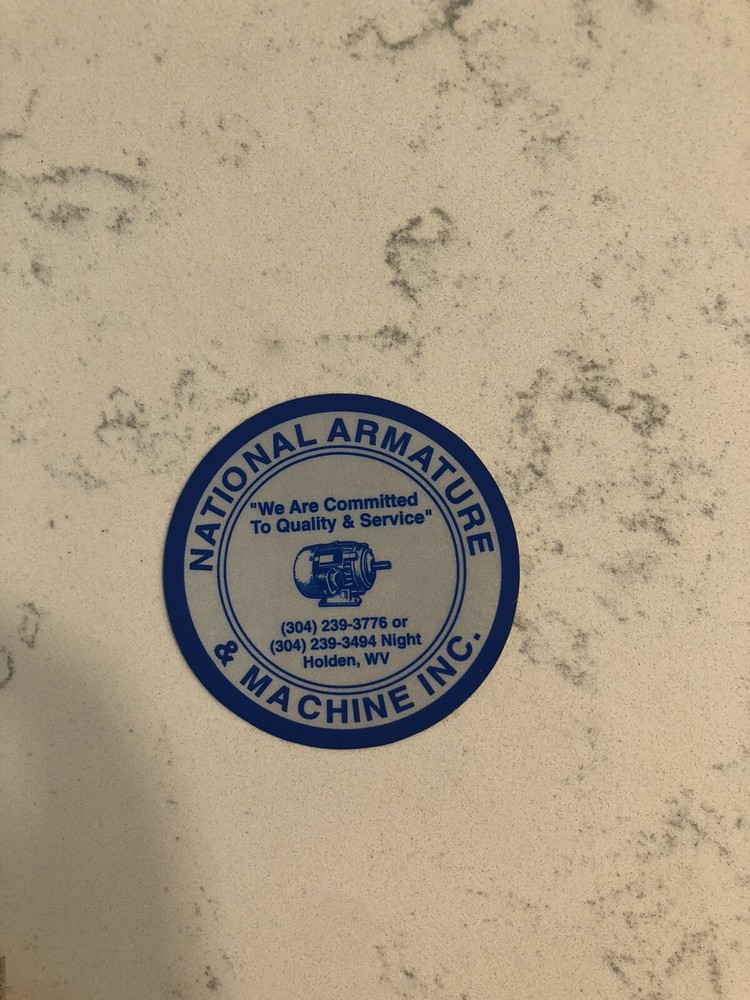 NATIONAL ARMATURE
"We Are Committed
To Quality & Service"
(304) 239-3776 or
(304) 239-3494 Night
Holden, WV
& MACHINE INC.